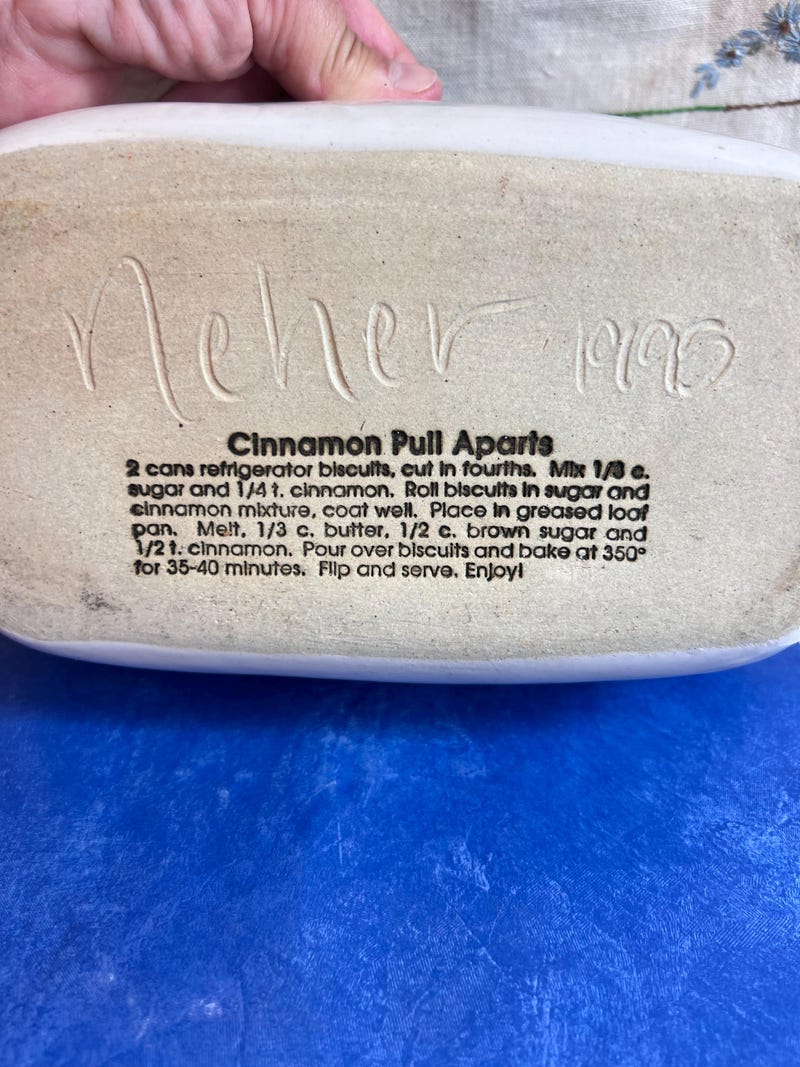 Neher 1995
Cinnamon Pull Aparts
2 cans refrigerator biscuits, cut in fourths. Mix 1/3 c.
sugar and 1/4 t. cinnamon. Roll biscuits in sugar and
cinnamon mixture, coat well. Place in greased loaf
pan. Melt, 1/3 c. butter, 1/2 c. brown sugar and
1/2 t. cinnamon. Pour over biscuits and bake at 350°
for 35-40 minutes. Flip and serve. Enjoy!